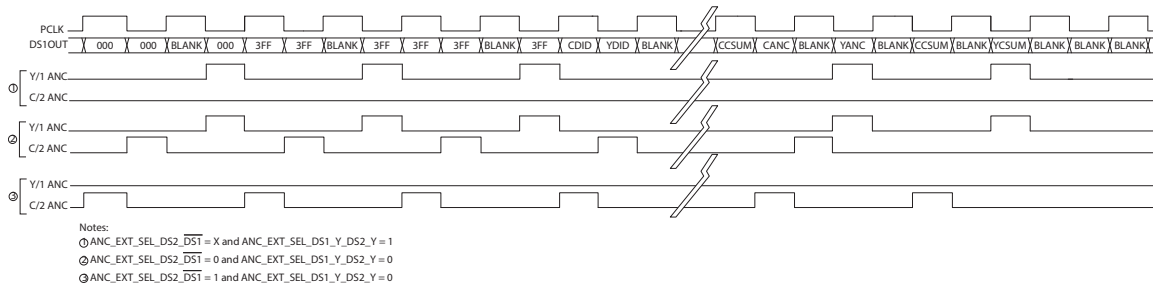 PCLK
DS1OUT 000 000 BLANK 000 3FF 3FF BLANK 3FF 3FF 3FF BLANK 3FF CDID YDID BLANK CCSUM CANC BLANK YANC BLANK CCSUM BLANK YCSUM BLANK BLANK BLANK
Y/1 ANC
① C/2 ANC
Y/1 ANC
② C/2 ANC
Y/1 ANC
③ C/2 ANC
Notes:
① ANC_EXT_SEL_DS2_DS1 = X and ANC_EXT_SEL_DS1_Y_DS2_Y = 1
② ANC_EXT_SEL_DS2_DS1 = 0 and ANC_EXT_SEL_DS1_Y_DS2_Y = 0
③ ANC_EXT_SEL_DS2_DS1 = 1 and ANC_EXT_SEL_DS1_Y_DS2_Y = 0